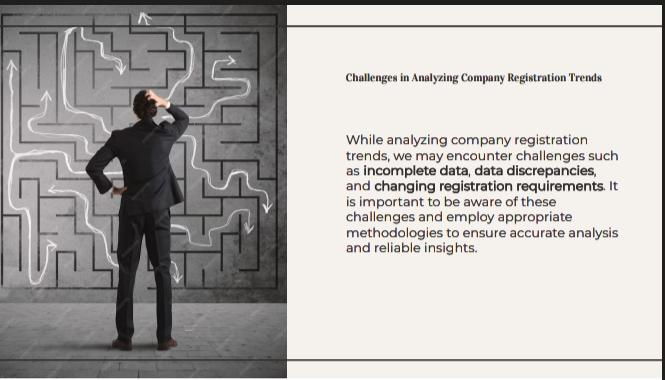 Challenges in Analyzing Company Registration Trends
While analyzing company registration
trends, we may encounter challenges such
as incomplete data, data discrepancies,
and changing registration requirements. It
is important to be aware of these
challenges and employ appropriate
methodologies to ensure accurate analysis
and reliable insights.